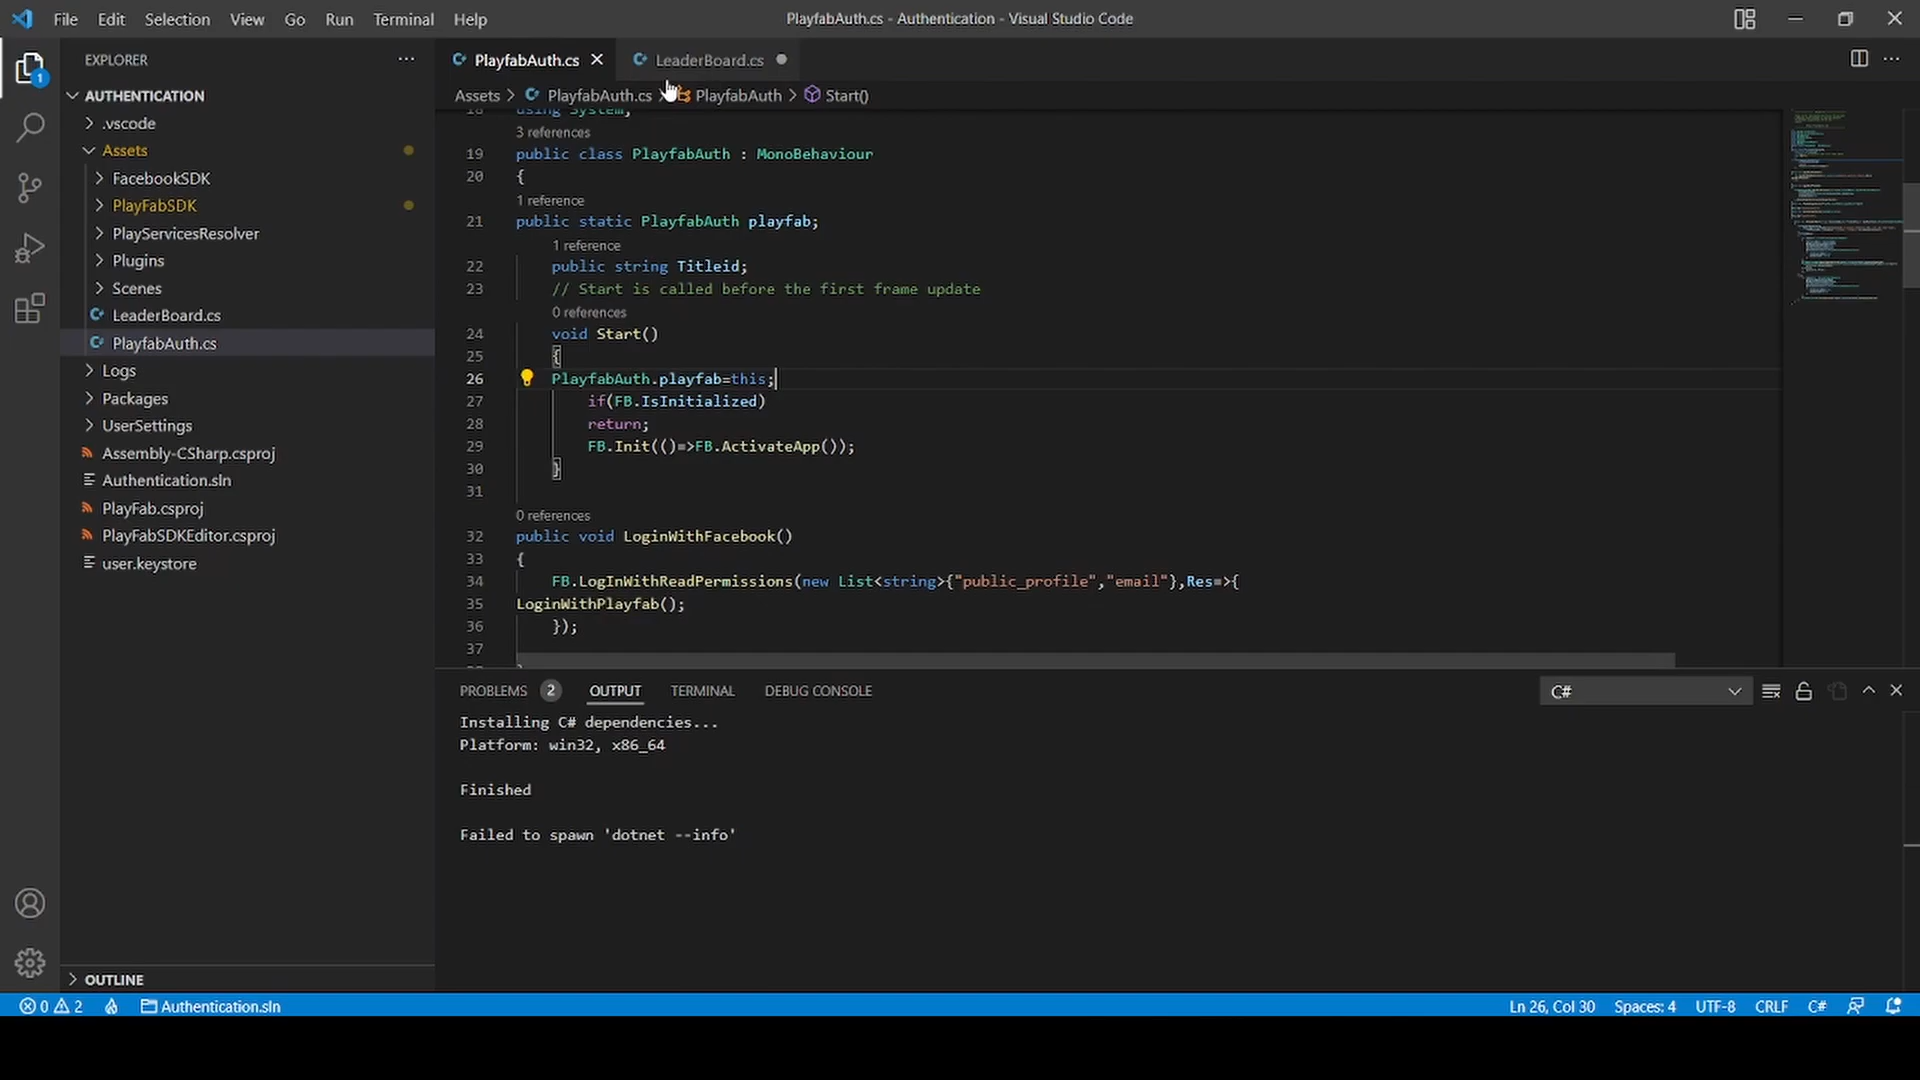 File Edit Selection View Go Run Terminal Help
PlayfabAuth.cs - Authentication - Visual Studio Code
EXPLORER
AUTHENTICATION
.vscode
Assets
FacebookSDK
PlayFabSDK
PlayServicesResolver
Plugins
Scenes
LeaderBoard.cs
PlayfabAuth.cs
Logs
Packages
UserSettings
Assembly-CSharp.csproj
Authentication.sln
PlayFab.csproj
PlayFabSDKEditor.csproj
user.keystore
OUTLINE
1
PlayfabAuth.cs LeaderBoard.cs
Assets > PlayfabAuth.cs > PlayfabAuth > Start()
18 using System;
3 references
19 public class PlayfabAuth : MonoBehaviour
20 {
1 reference
21 public static PlayfabAuth playfab;
1 reference
22 public string Titleid;
23 // Start is called before the first frame update
0 references
24 void Start()
25 {
26 PlayfabAuth.playfab=this;
27 if(FB.IsInitialized)
28 return;
29 FB.Init(()=>FB.ActivateApp());
30 }
31
0 references
32 public void LoginWithFacebook()
33 {
34 FB.LogInWithReadPermissions(new List<string>{"public_profile","email"},Res=>{
35 LoginWithPlayfab();
36 });
37
PROBLEMS 2 OUTPUT TERMINAL DEBUG CONSOLE C#
Installing C# dependencies...
Platform: win32, x86_64
Finished
Failed to spawn 'dotnet --info'
0 2 Authentication.sln Ln 26, Col 30 Spaces: 4 UTF-8 CRLF C#